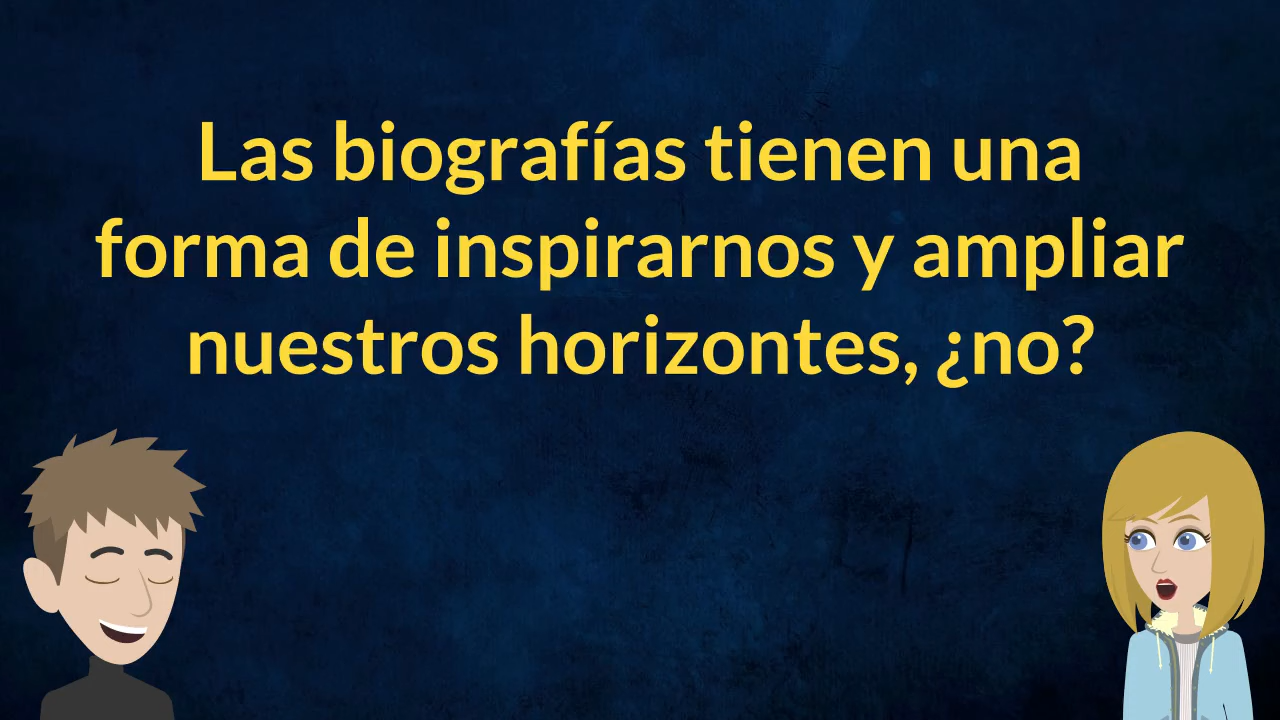 Las biografías tienen una
forma de inspirarnos y ampliar
nuestros horizontes, ¿no?